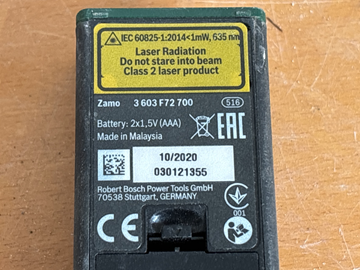 IEC 60825-1:2014<1mW, 635 nm
Laser Radiation
Do not stare into beam
Class 2 laser product
Zamo 3 603 F72 700 516
Battery: 2x1,5V (AAA)
Made in Malaysia
EAC
10/2020
030121355
Robert Bosch Power Tools GmbH
70538 Stuttgart, GERMANY
001
CE